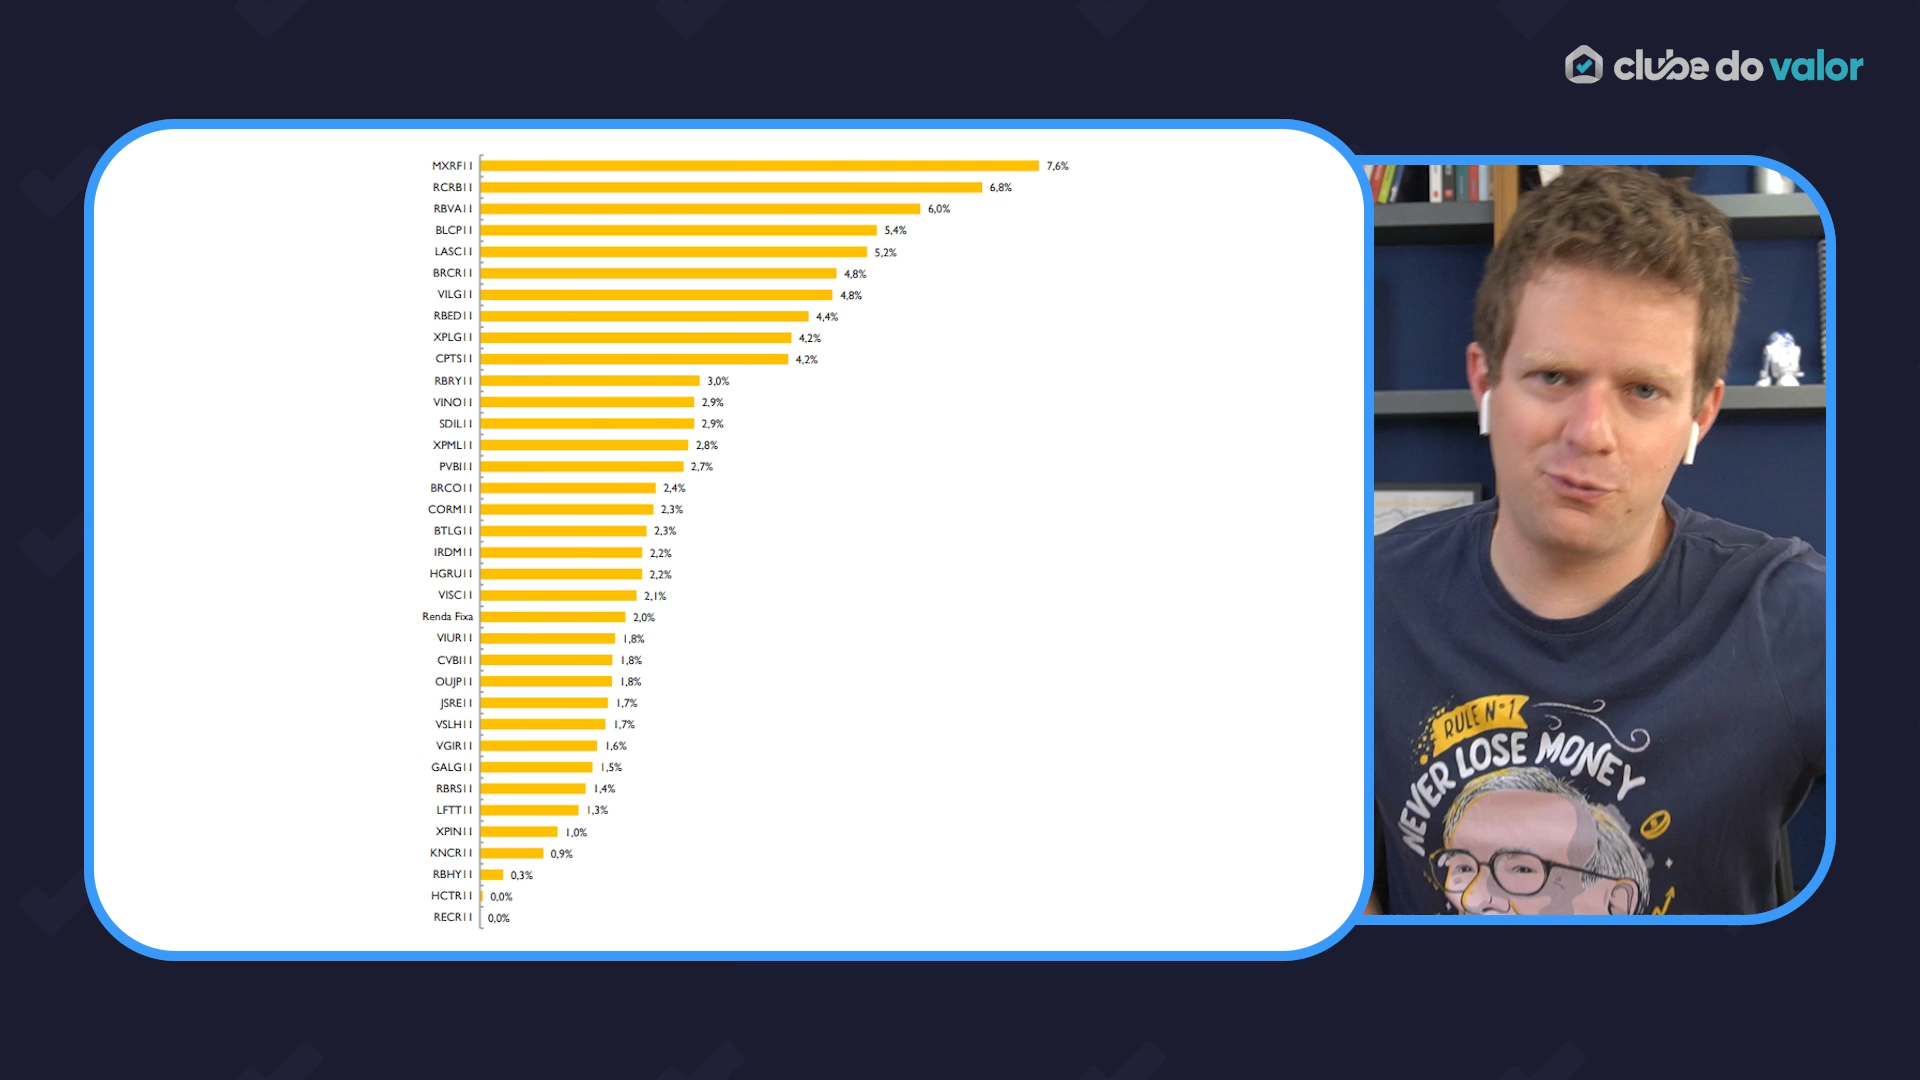 clube do valor
MXRF11 7,6%
RCRB11 6,8%
RBVA11 6,0%
BLCP11 5,4%
LASC11 5,2%
BRCR11 4,8%
VILG11 4,8%
RBED11 4,4%
XPLG11 4,2%
CPTS11 4,2%
RBRY11 3,0%
VINO11 2,9%
SDIL11 2,9%
XPML11 2,8%
PVBI11 2,7%
BRCO11 2,4%
CORM11 2,3%
BTLG11 2,3%
IRDM11 2,2%
HGRU11 2,2%
VISC11 2,1%
Renda Fixa 2,0%
VIUR11 1,8%
CVBI11 1,8%
OUJP11 1,8%
JSRE11 1,7%
VSLH11 1,7%
VGIR11 1,6%
GALG11 1,5%
RBRS11 1,4%
LFTT11 1,3%
XPIN11 1,0%
KNCR11 0,9%
RBHY11 0,3%
HCTR11 0,0%
RECR11 0,0%
RULE Nº1
NEVER LOSE MONEY